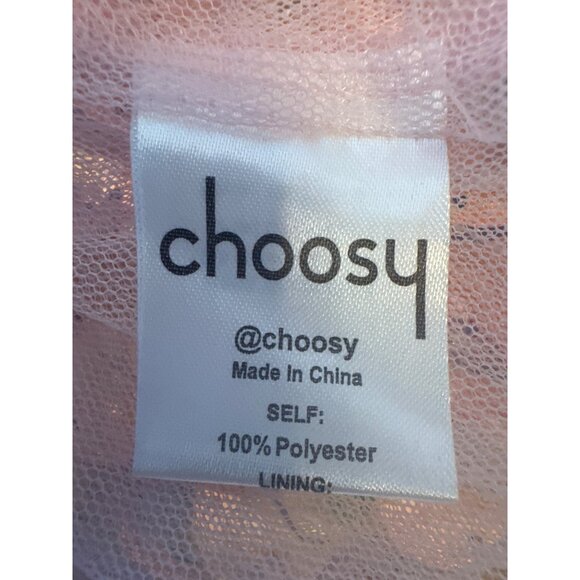 choosy
@choosy
Made In China
SELF:
100% Polyester
LINING: